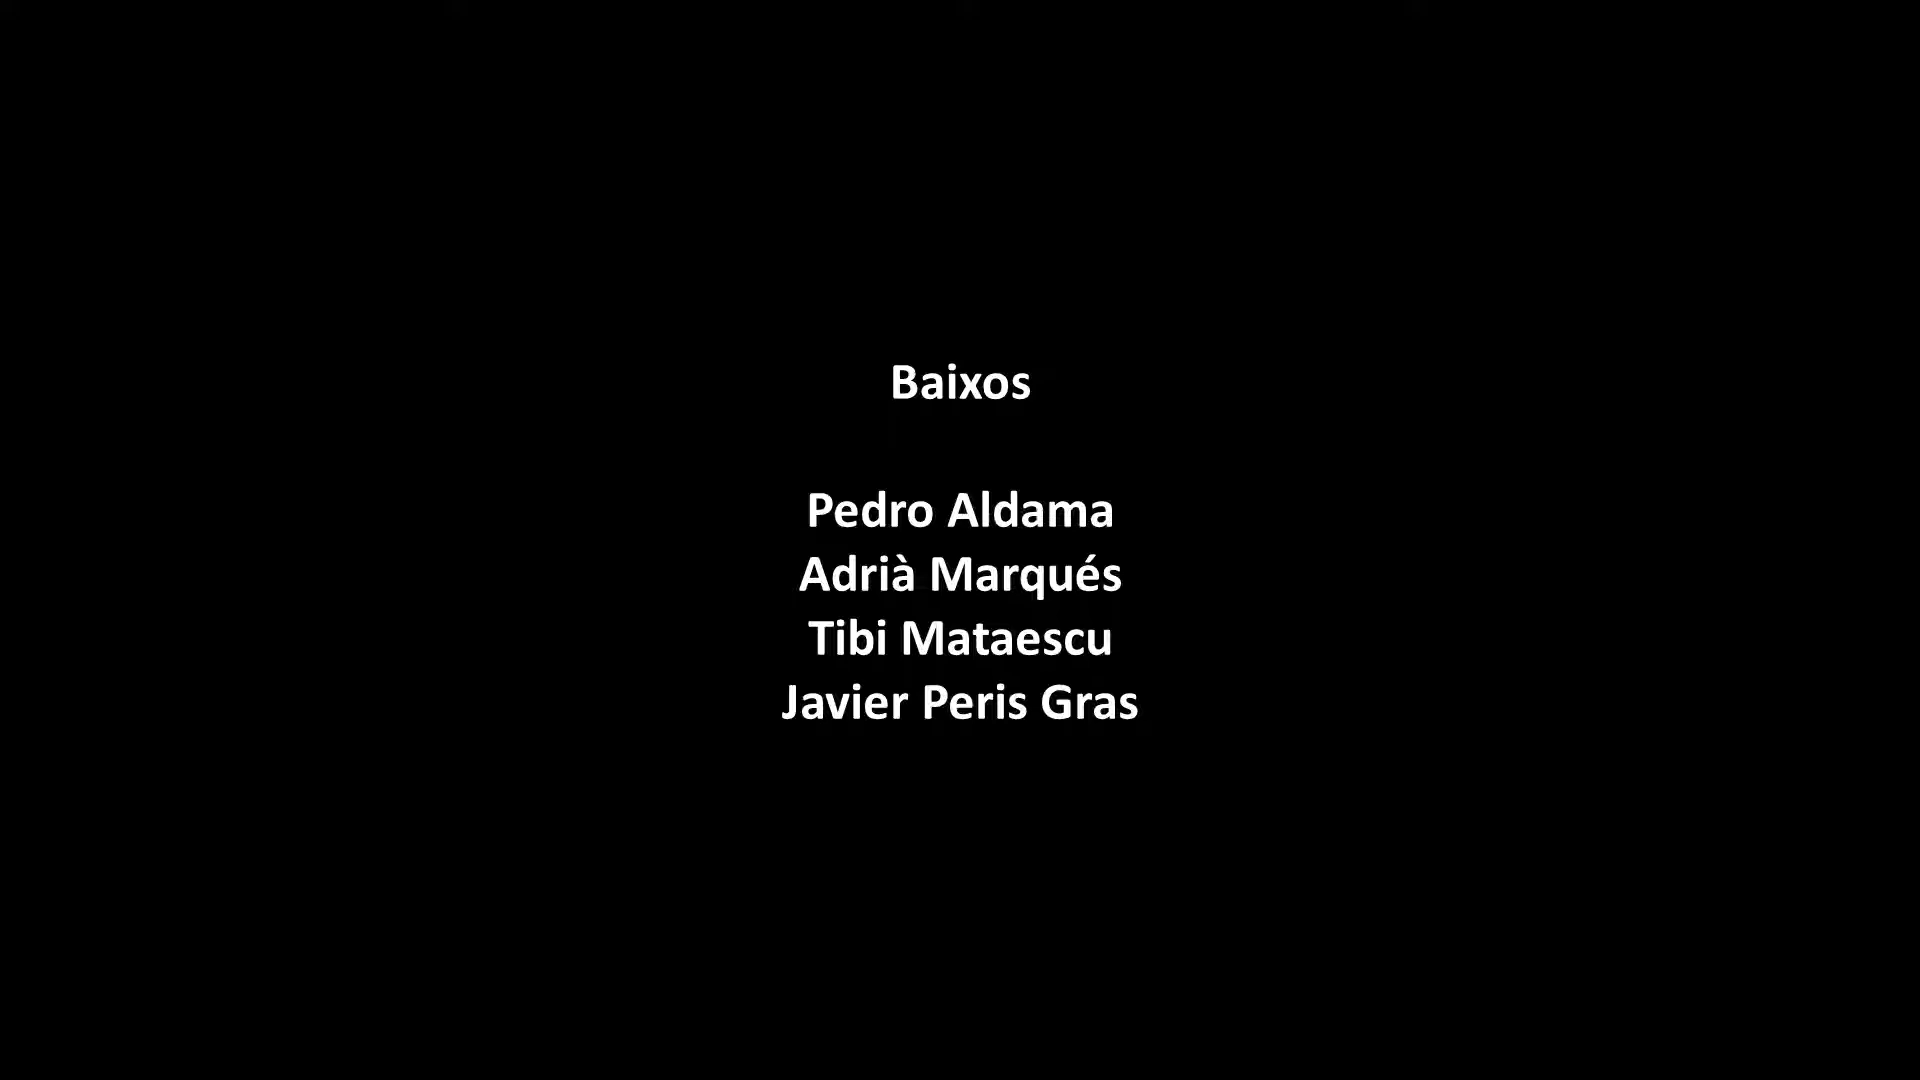 Baixos
Pedro Aldama
Adrià Marqués
Tibi Mataescu
Javier Peris Gras